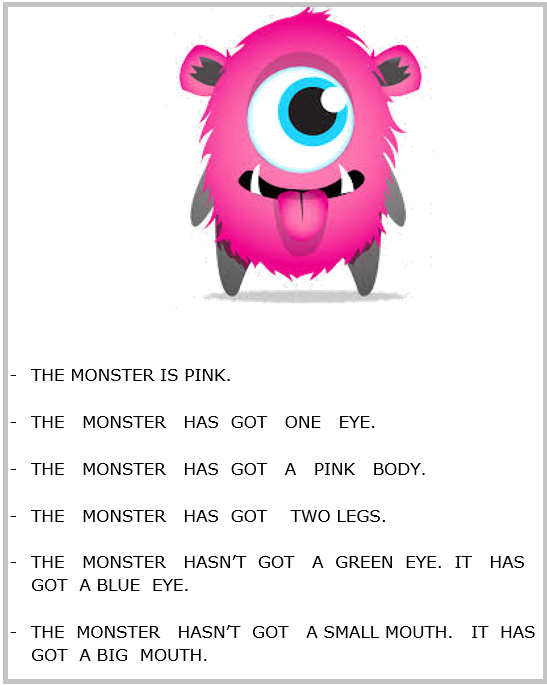 - THE MONSTER IS PINK.
- THE MONSTER HAS GOT ONE EYE.
- THE MONSTER HAS GOT A PINK BODY.
- THE MONSTER HAS GOT TWO LEGS.
- THE MONSTER HASN'T GOT A GREEN EYE. IT HAS
GOT A BLUE EYE.
- THE MONSTER HASN'T GOT A SMALL MOUTH. IT HAS
GOT A BIG MOUTH.